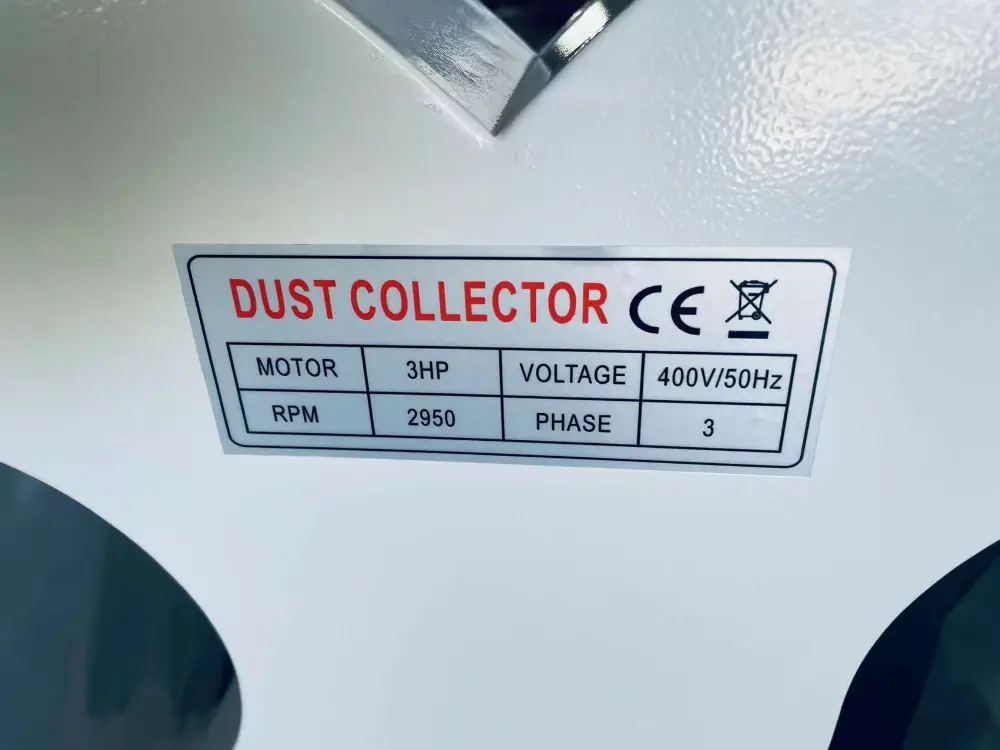 DUST COLLECTOR CE
MOTOR 3HP VOLTAGE 400V/50Hz
RPM 2950 PHASE 3